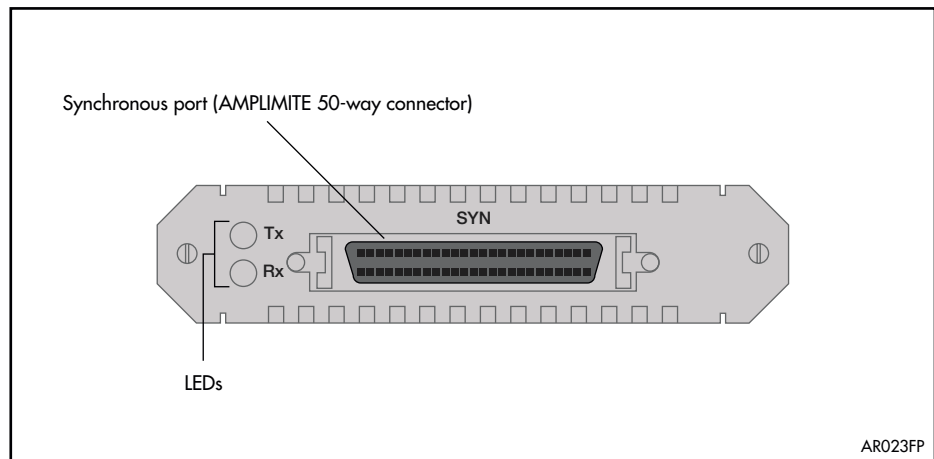 Synchronous port (AMPLIMITE 50-way connector)
SYN
Tx
Rx
LEDs
AR023FP